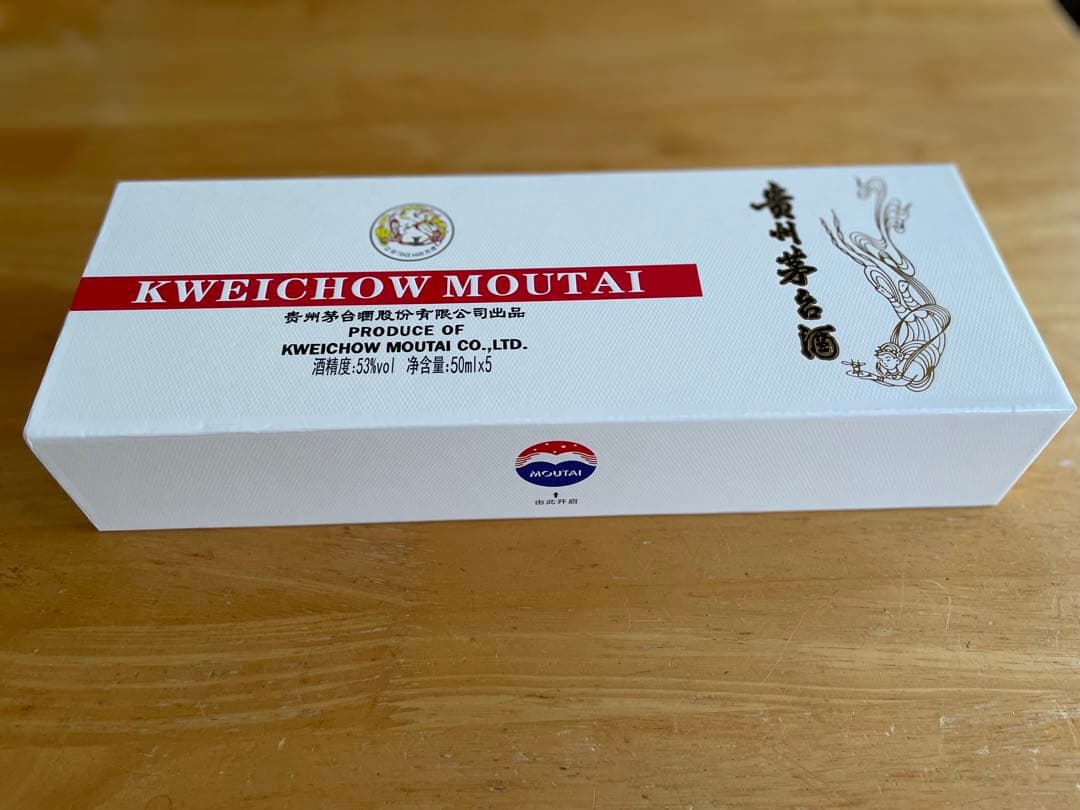 KWEICHOW MOUTAI
贵州茅台酒股份有限公司出品
PRODUCE OF
KWEICHOW MOUTAI CO.,LTD.
酒精度:53%vol 净含量:50mlx5
贵州茅台酒
MOUTAI
由此开启